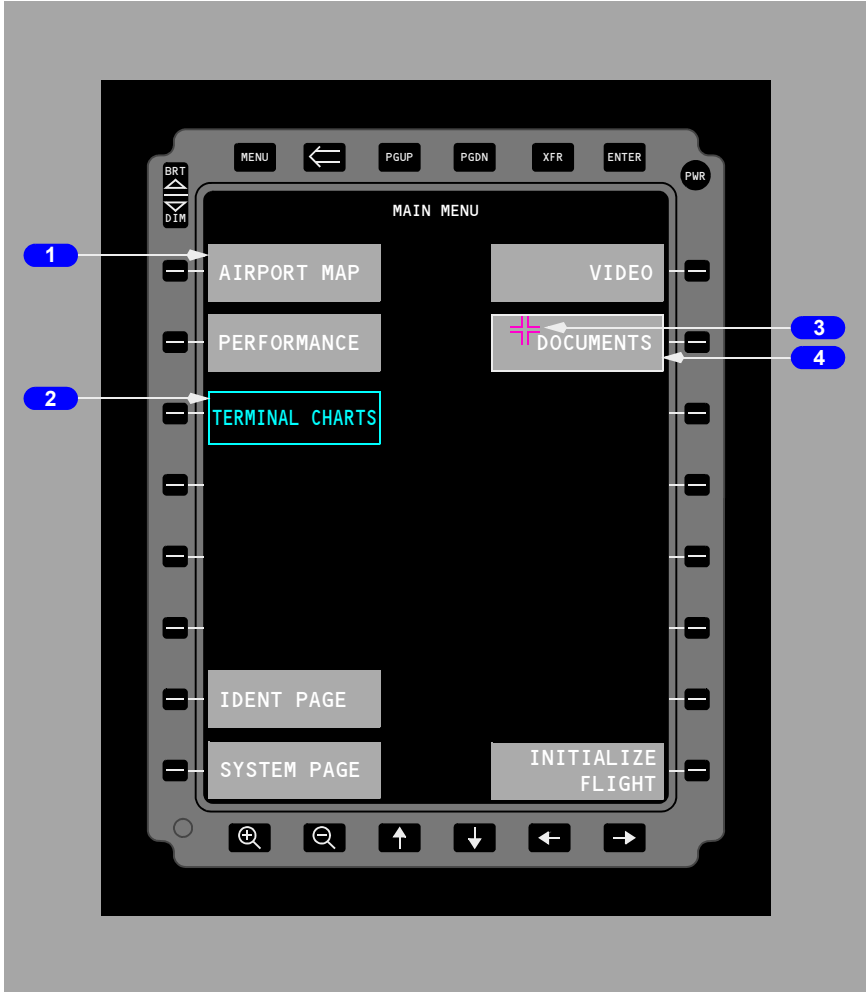 MENU
PGUP
PGDN
XFR
ENTER
BRT
DIM
PWR
MAIN MENU
1
AIRPORT MAP
VIDEO
PERFORMANCE
DOCUMENTS
3
4
2
TERMINAL CHARTS
IDENT PAGE
SYSTEM PAGE
INITIALIZE
FLIGHT